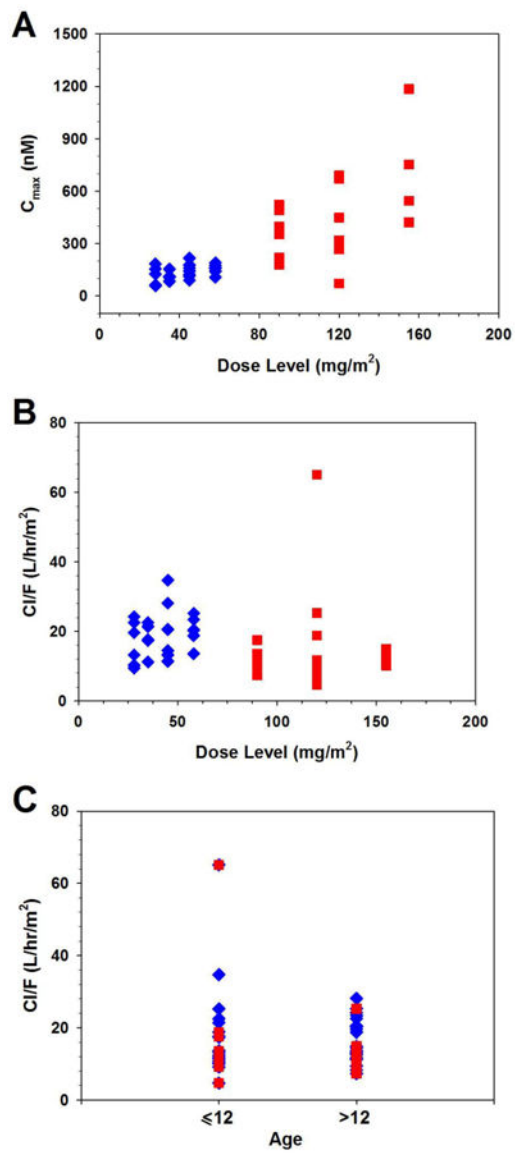 A
1500
1200
900
600
300
0
Cmax (nM)
0 40 80 120 160 200
Dose Level (mg/m²)
B
80
60
40
20
0
Cl/F (L/hr/m²)
0 50 100 150 200
Dose Level (mg/m²)
C
80
60
40
20
0
Cl/F (L/hr/m²)
⩽12 >12
Age